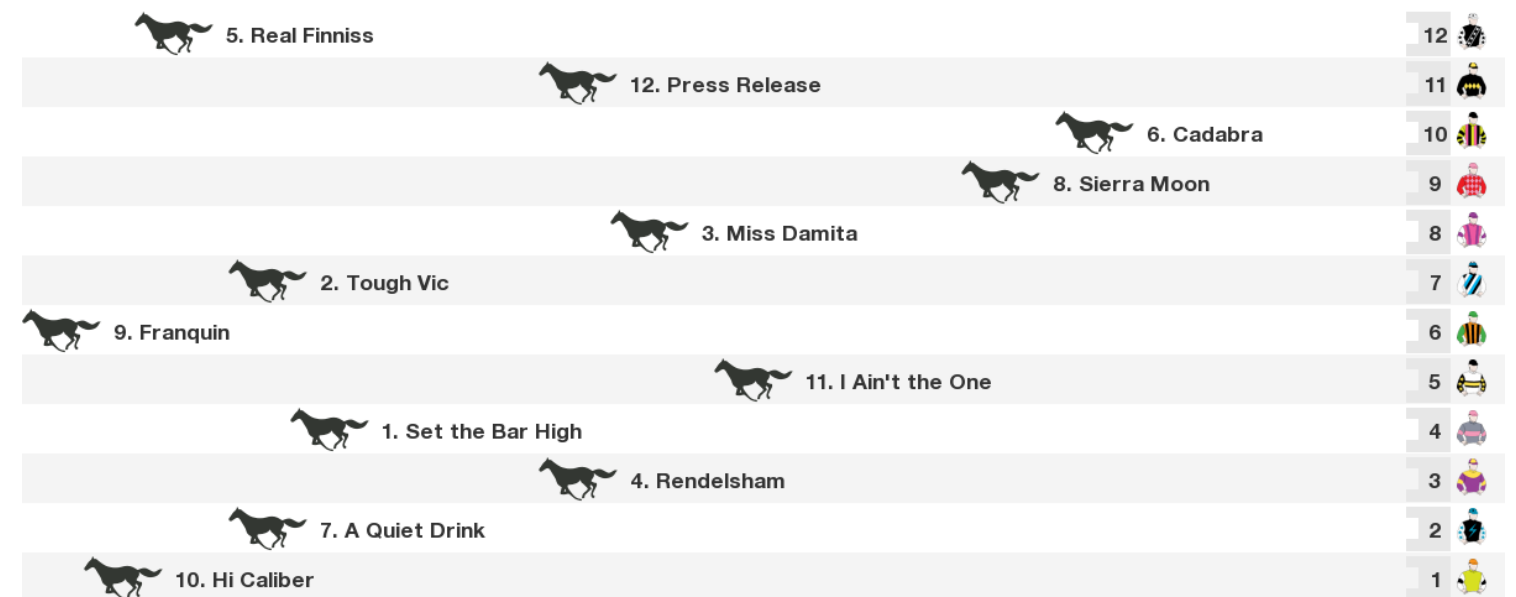 5. Real Finniss 12
12. Press Release 11
6. Cadabra 10
8. Sierra Moon 9
3. Miss Damita 8
2. Tough Vic 7
9. Franquin 6
11. I Ain't the One 5
1. Set the Bar High 4
4. Rendelsham 3
7. A Quiet Drink 2
10. Hi Caliber 1